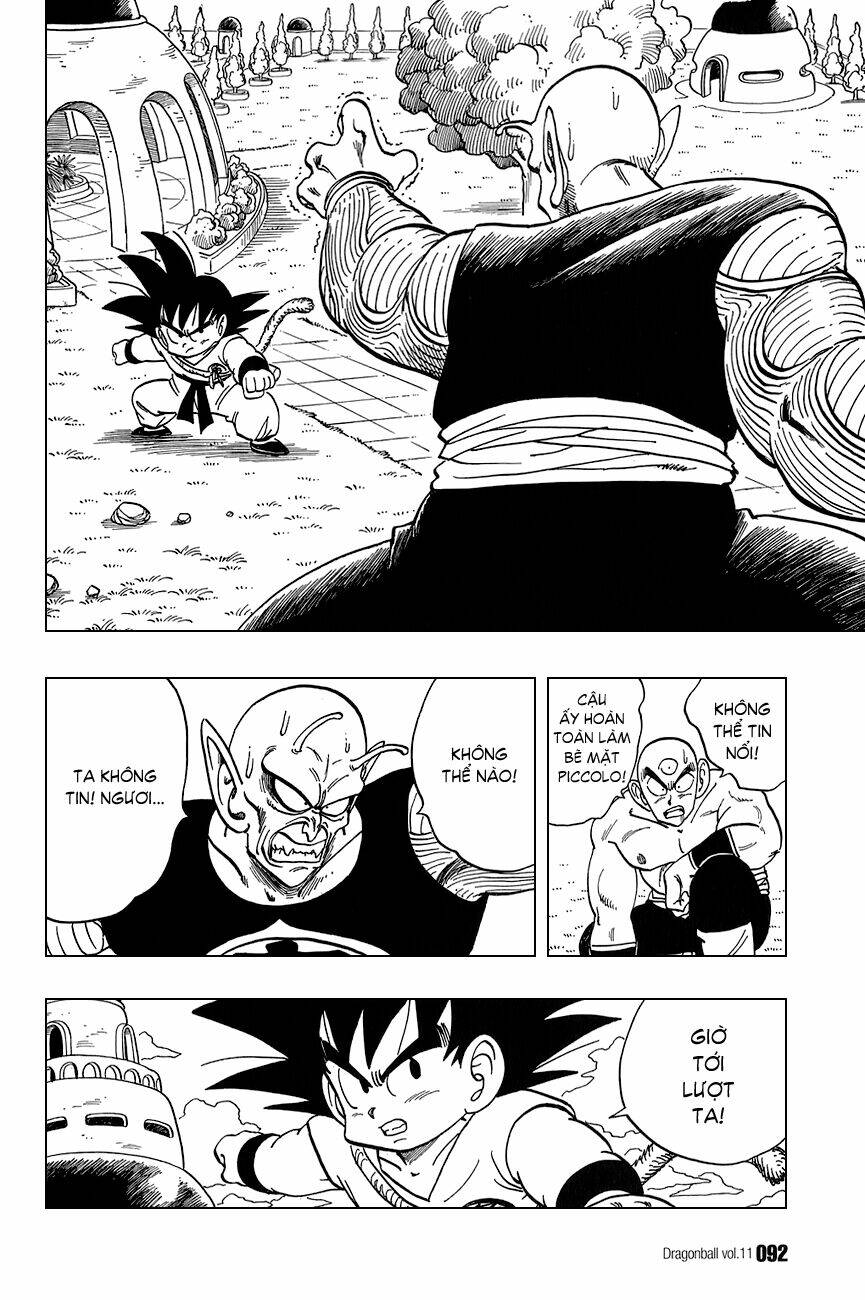 KHÔNG
THỂ TIN
NỔI!
CẬU
ẤY HOÀN
TOÀN LÀM
BẼ MẶT
PICCOLO!
KHÔNG
THỂ NÀO!
TA KHÔNG
TIN! NGƯƠI...
GIỜ
TỚI
LƯỢT
TA!
Dragonball vol.11 092